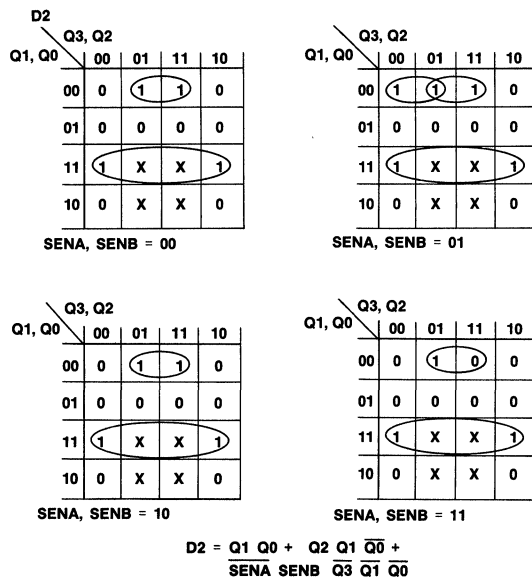 D2
Q3, Q2
Q1, Q0
00 01 11 10
00 0 1 1 0
01 0 0 0 0
11 1 X X 1
10 0 X X 0
SENA, SENB = 00
Q3, Q2
Q1, Q0
00 01 11 10
00 1 1 1 0
01 0 0 0 0
11 1 X X 1
10 0 X X 0
SENA, SENB = 01
Q3, Q2
Q1, Q0
00 01 11 10
00 0 1 1 0
01 0 0 0 0
11 1 X X 1
10 0 X X 0
SENA, SENB = 10
Q3, Q2
Q1, Q0
00 01 11 10
00 0 1 0 0
01 0 0 0 0
11 1 X X 1
10 0 X X 0
SENA, SENB = 11
D2 = Q1 Q0 + Q2 Q1 Q̅0̅ +
S̅E̅N̅A̅ SENB Q̅3̅ Q̅1̅ Q̅0̅